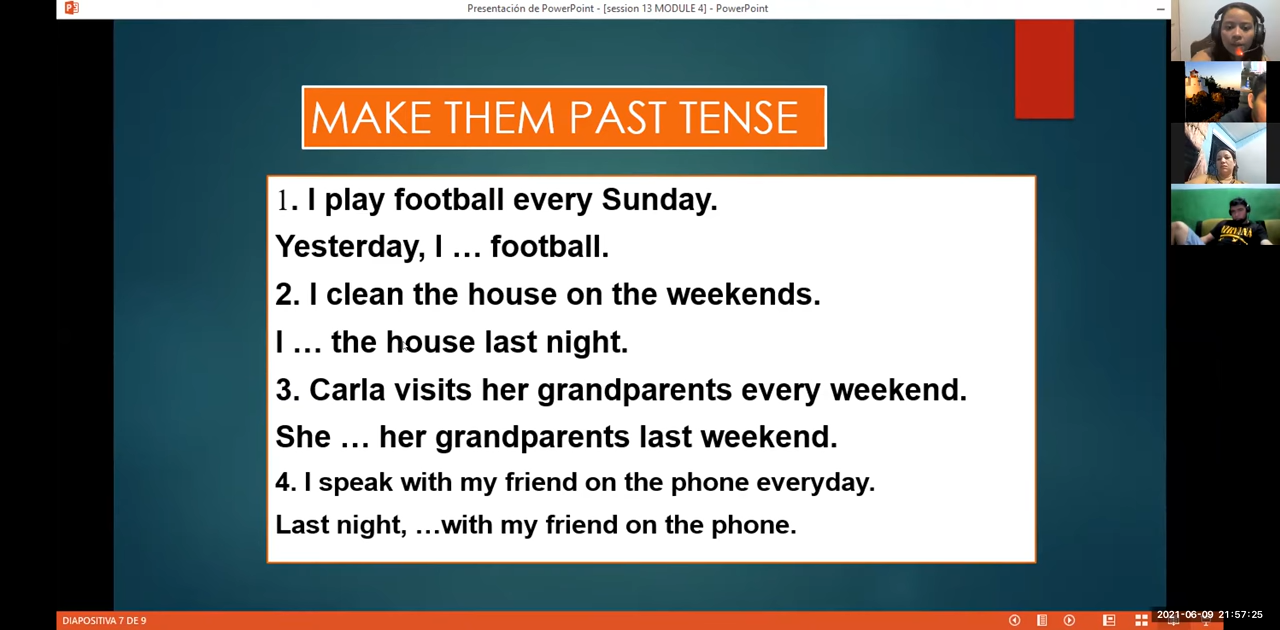 Presentación de PowerPoint - [session 13 MODULE 4] - PowerPoint
MAKE THEM PAST TENSE
1. I play football every Sunday.
Yesterday, I … football.
2. I clean the house on the weekends.
I … the house last night.
3. Carla visits her grandparents every weekend.
She … her grandparents last weekend.
4. I speak with my friend on the phone everyday.
Last night, …with my friend on the phone.
NIRVANA
DIAPOSITIVA 7 DE 9
2021-06-09 21:57:25